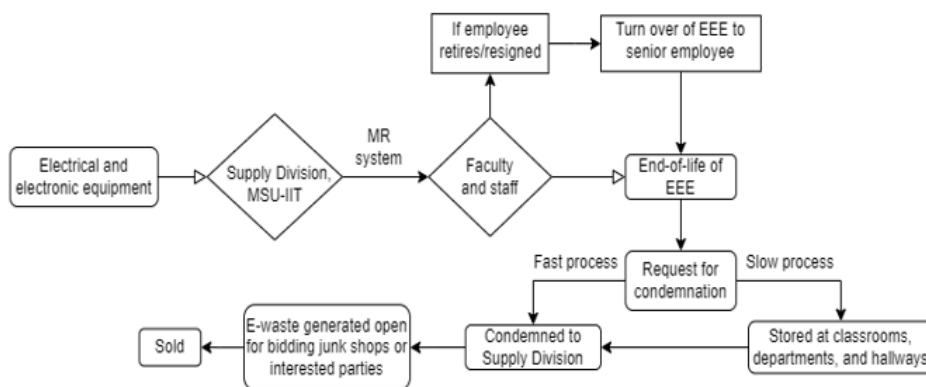 If employee
retires/resigned
Turn over of EEE to
senior employee
Electrical and
electronic equipment
Supply Division,
MSU-IIT
MR
system
Faculty
and staff
End-of-life of
EEE
Fast process
Request for
condemnation
Slow process
Sold
E-waste generated open
for bidding junk shops or
interested parties
Condemned to
Supply Division
Stored at classrooms,
departments, and hallways